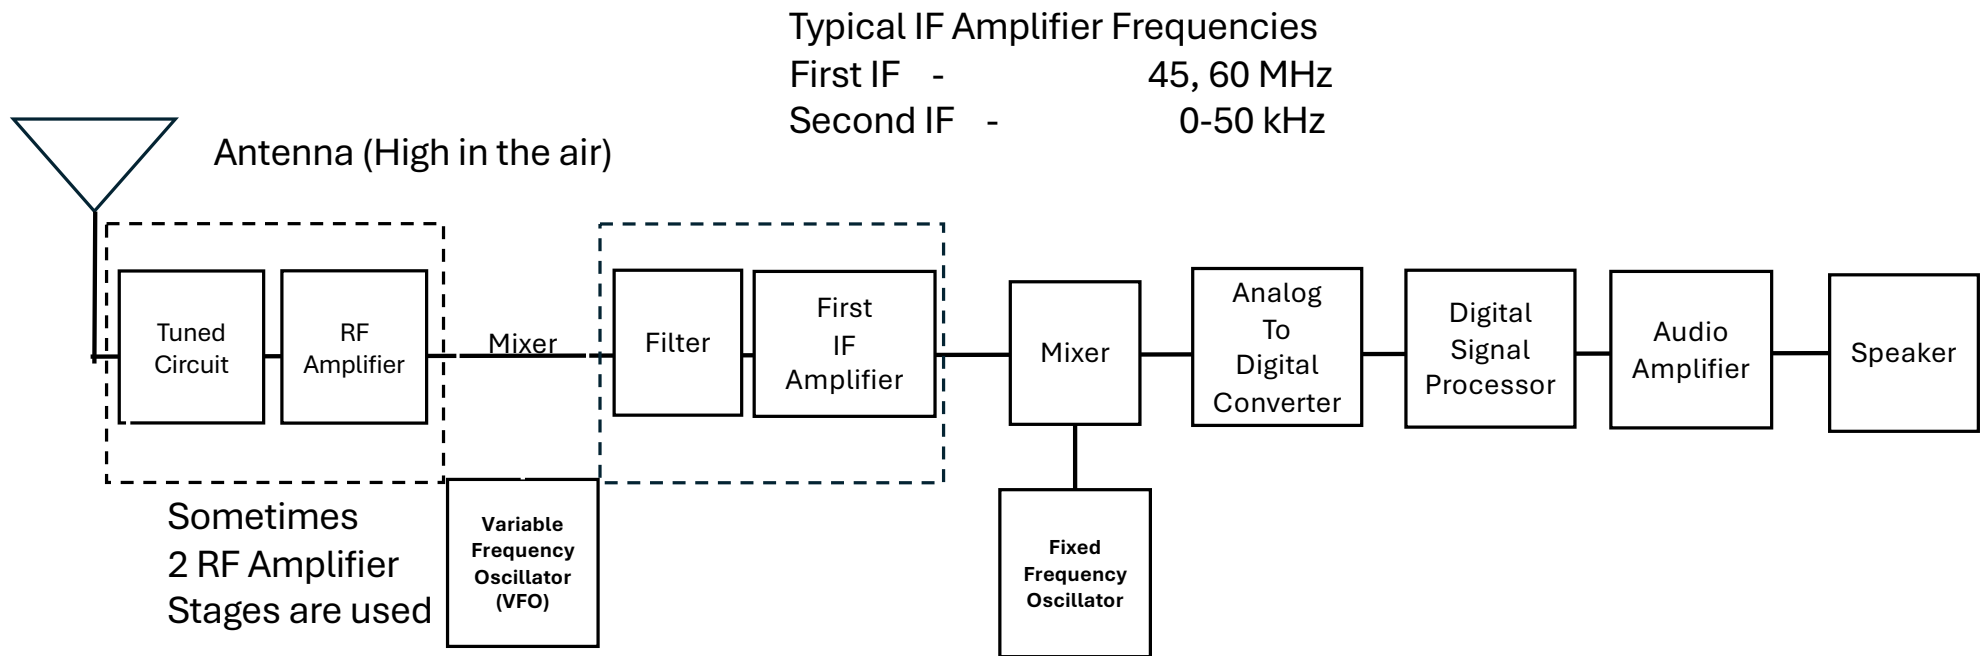 Typical IF Amplifier Frequencies
First IF - 45, 60 MHz
Second IF - 0-50 kHz
Antenna (High in the air)
Tuned
Circuit
RF
Amplifier
Mixer
Filter
First
IF
Amplifier
Mixer
Analog
To
Digital
Converter
Digital
Signal
Processor
Audio
Amplifier
Speaker
Sometimes
2 RF Amplifier
Stages are used
Variable
Frequency
Oscillator
(VFO)
Fixed
Frequency
Oscillator